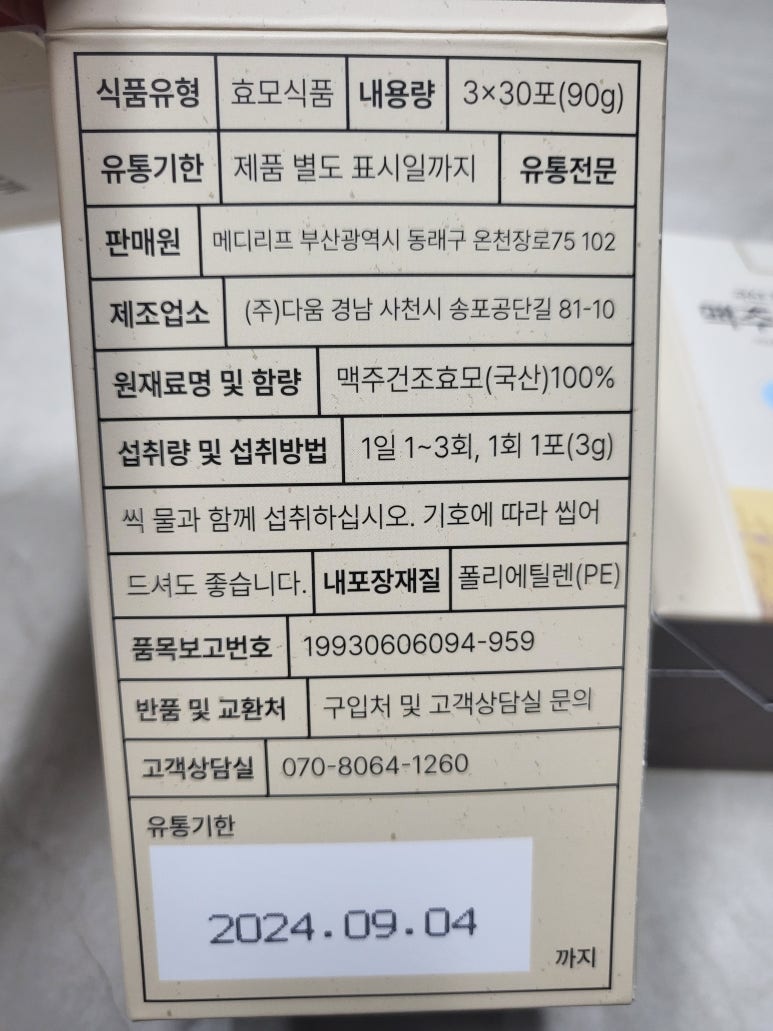 식품유형 효모식품 내용량 3×30포(90g)
유통기한 제품 별도 표시일까지 유통전문
판매원 메디리프 부산광역시 동래구 온천장로75 102
제조업소 (주)다움 경남 사천시 송포공단길 81-10
원재료명 및 함량 맥주건조효모(국산)100%
섭취량 및 섭취방법 1일 1~3회, 1회 1포(3g)
씩 물과 함께 섭취하십시오. 기호에 따라 씹어
드셔도 좋습니다. 내포장재질 폴리에틸렌(PE)
품목보고번호 19930606094-959
반품 및 교환처 구입처 및 고객상담실 문의
고객상담실 070-8064-1260
유통기한
2024.09.04
까지
맥주